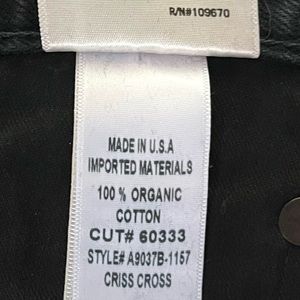 R/N#109670
MADE IN U.S.A
IMPORTED MATERIALS
100 % ORGANIC
COTTON
CUT# 60333
STYLE# A9037B-1157
CRISS CROSS